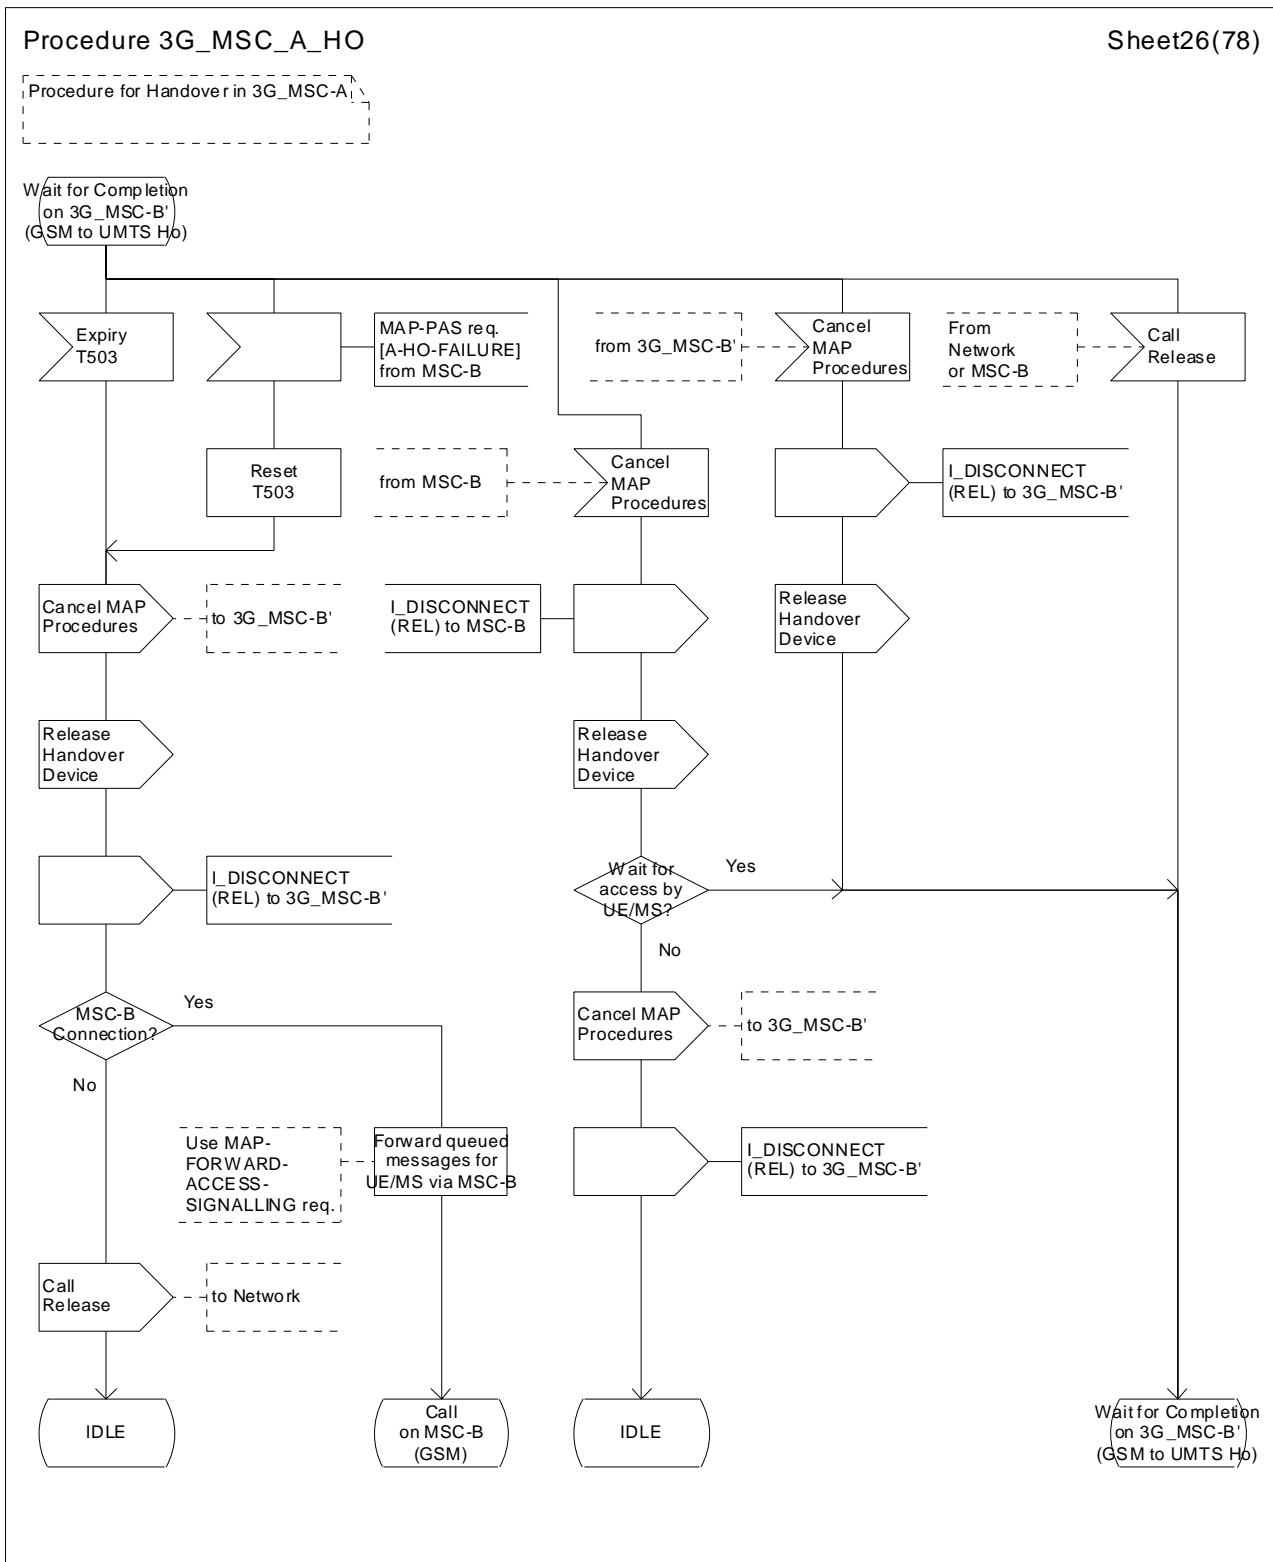 Procedure 3G_MSC_A_HO
Sheet26(78)
Procedure for Handover in 3G_MSC-A
Wait for Completion
on 3G_MSC-B'
(GSM to UMTS Ho)
Expiry
T503
MAP-PAS req.
[A-HO-FAILURE]
from MSC-B
from 3G_MSC-B'
Cancel
MAP
Procedures
From
Network
or MSC-B
Call
Release
Reset
T503
from MSC-B
Cancel
MAP
Procedures
I_DISCONNECT
(REL) to 3G_MSC-B'
Cancel MAP
Procedures
to 3G_MSC-B'
I_DISCONNECT
(REL) to MSC-B
Release
Handover
Device
Release
Handover
Device
Release
Handover
Device
I_DISCONNECT
(REL) to 3G_MSC-B'
Wait for
access by
UE/MS?
Yes
No
MSC-B
Connection?
Yes
No
Cancel MAP
Procedures
to 3G_MSC-B'
Use MAP-
FORWARD-
ACCESS-
SIGNALLING req.
Forward queued
messages for
UE/MS via MSC-B
I_DISCONNECT
(REL) to 3G_MSC-B'
Call
Release
to Network
IDLE
Call
on MSC-B
(GSM)
IDLE
Wait for Completion
on 3G_MSC-B'
(GSM to UMTS Ho)